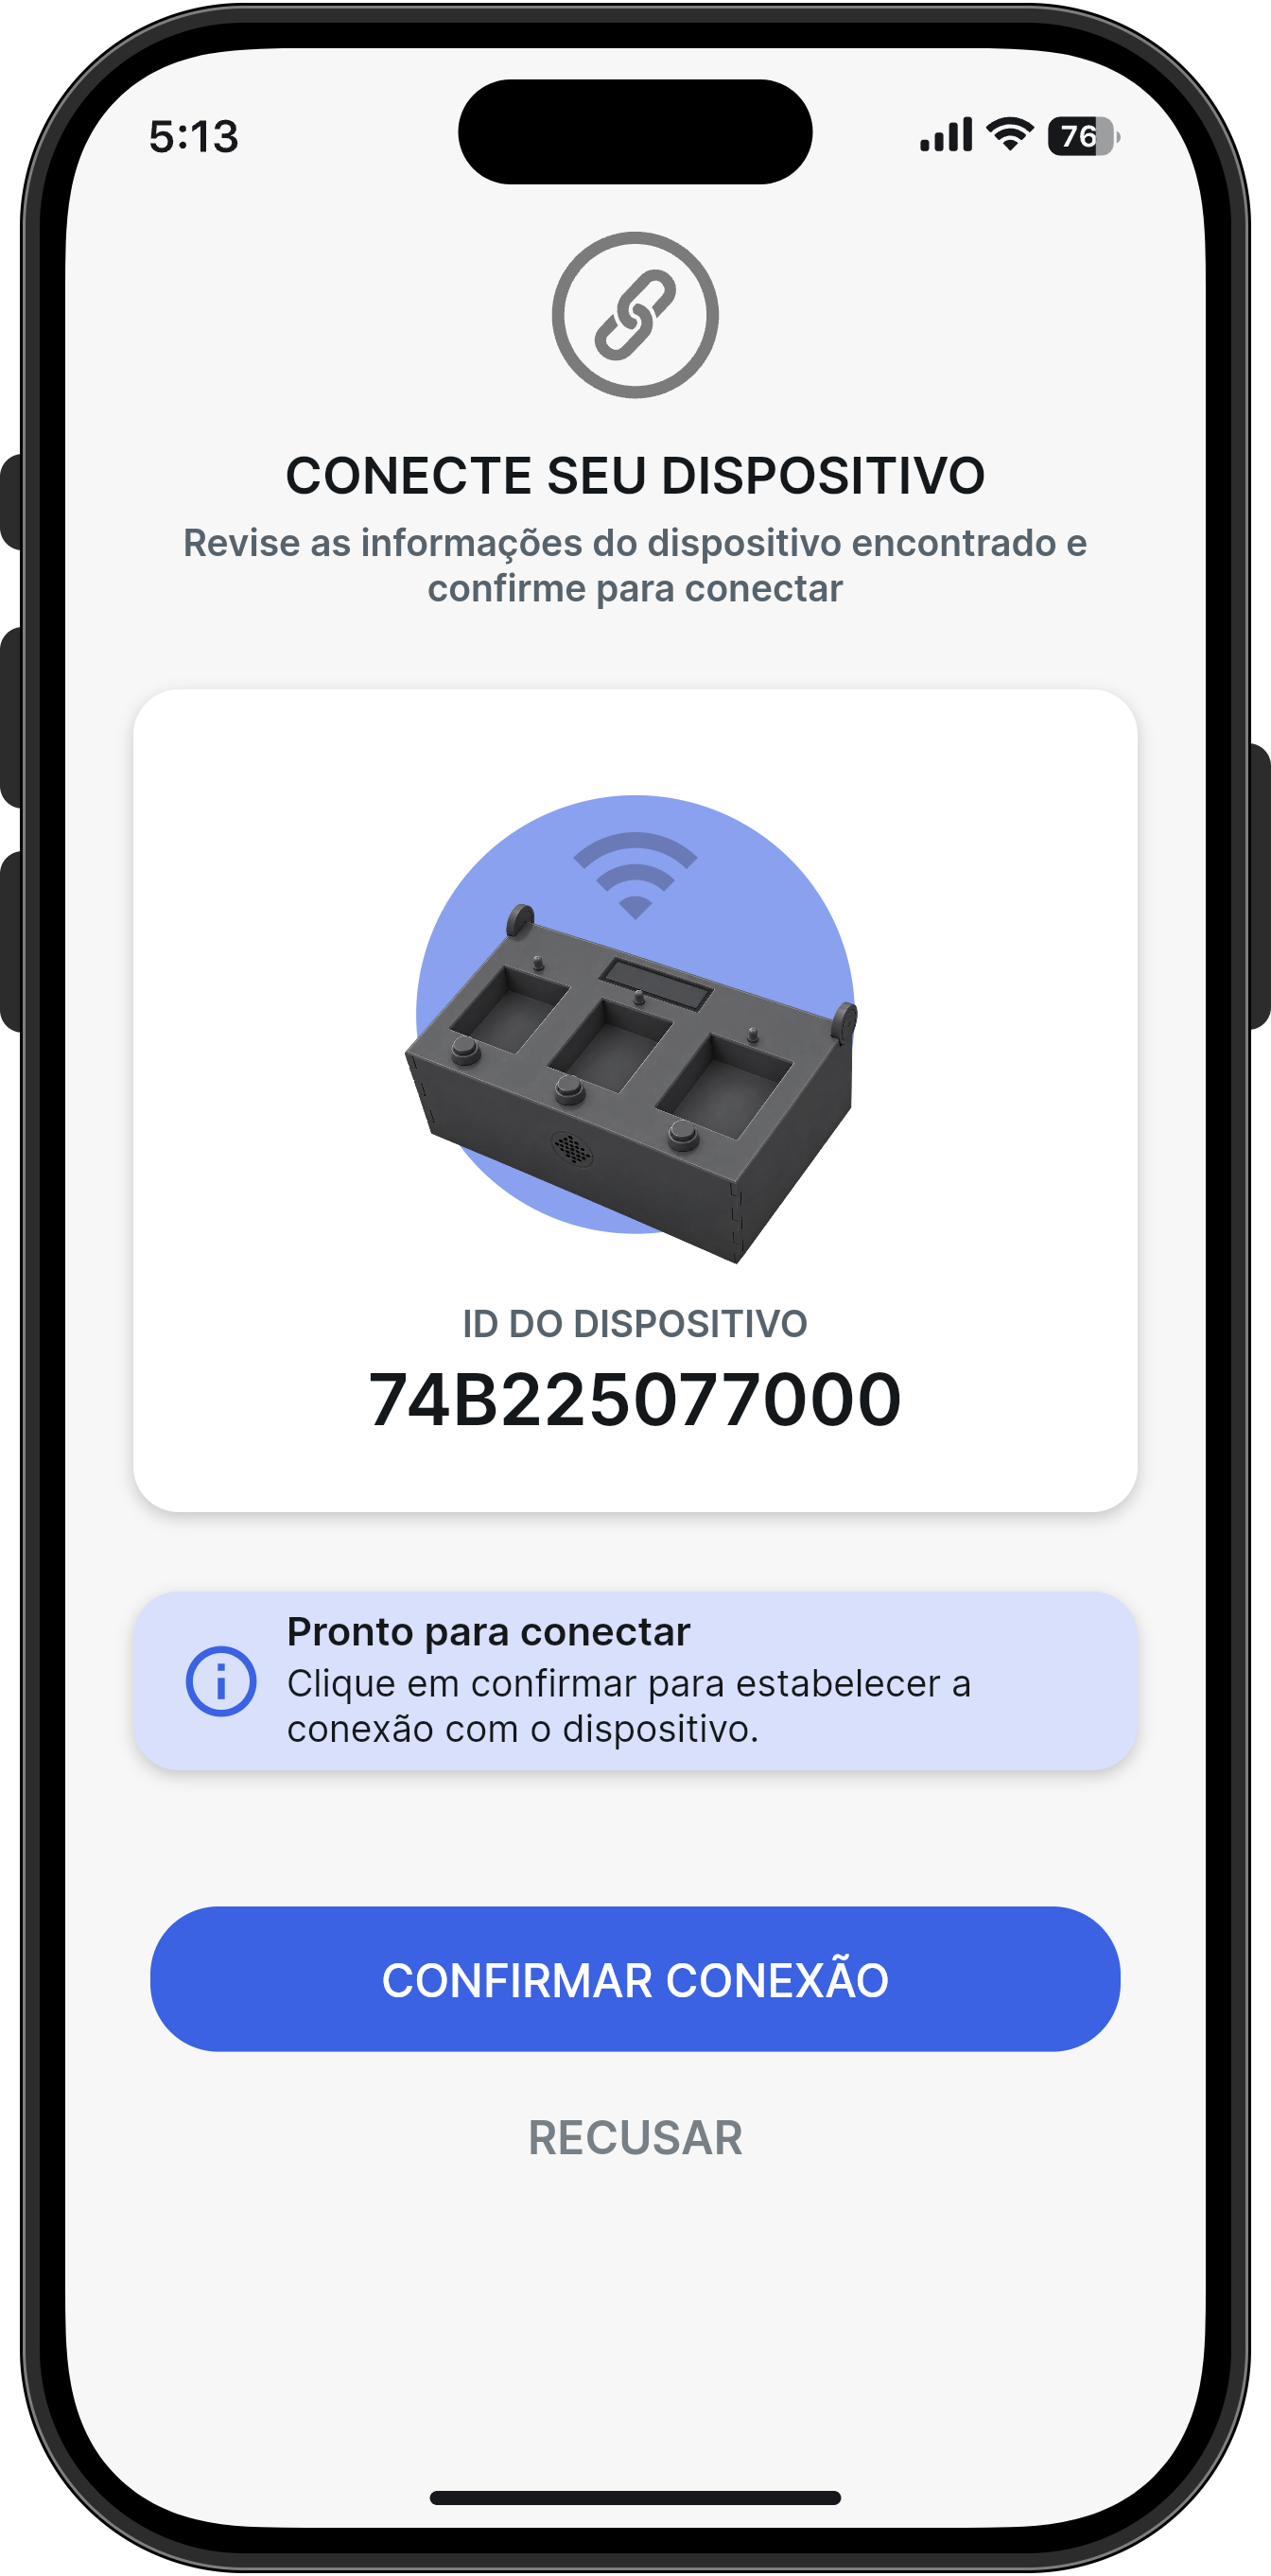 5:13
76
CONECTE SEU DISPOSITIVO
Revise as informações do dispositivo encontrado e
confirme para conectar
ID DO DISPOSITIVO
74B225077000
Pronto para conectar
Clique em confirmar para estabelecer a
conexão com o dispositivo.
CONFIRMAR CONEXÃO
RECUSAR